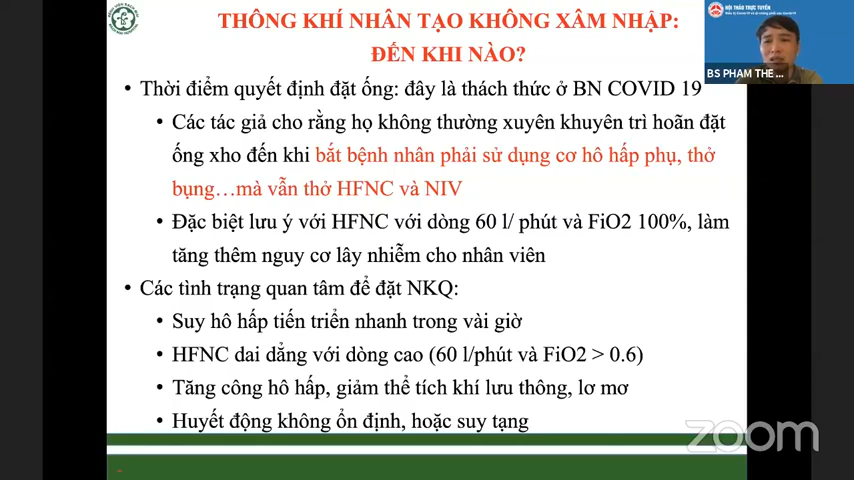 THÔNG KHÍ NHÂN TẠO KHÔNG XÂM NHẬP:
ĐẾN KHI NÀO?
HỘI THẢO TRỰC TUYẾN
BS PHAM THE ...
• Thời điểm quyết định đặt ống: đây là thách thức ở BN COVID 19
• Các tác giả cho rằng họ không thường xuyên khuyên trì hoãn đặt
ống xho đến khi bắt bệnh nhân phải sử dụng cơ hô hấp phụ, thở
bụng…mà vẫn thở HFNC và NIV
• Đặc biệt lưu ý với HFNC với dòng 60 l/ phút và FiO2 100%, làm
tăng thêm nguy cơ lây nhiễm cho nhân viên
• Các tình trạng quan tâm để đặt NKQ:
• Suy hô hấp tiến triển nhanh trong vài giờ
• HFNC dai dẳng với dòng cao (60 l/phút và FiO2 > 0.6)
• Tăng công hô hấp, giảm thể tích khí lưu thông, lơ mơ
• Huyết động không ổn định, hoặc suy tạng
zoom